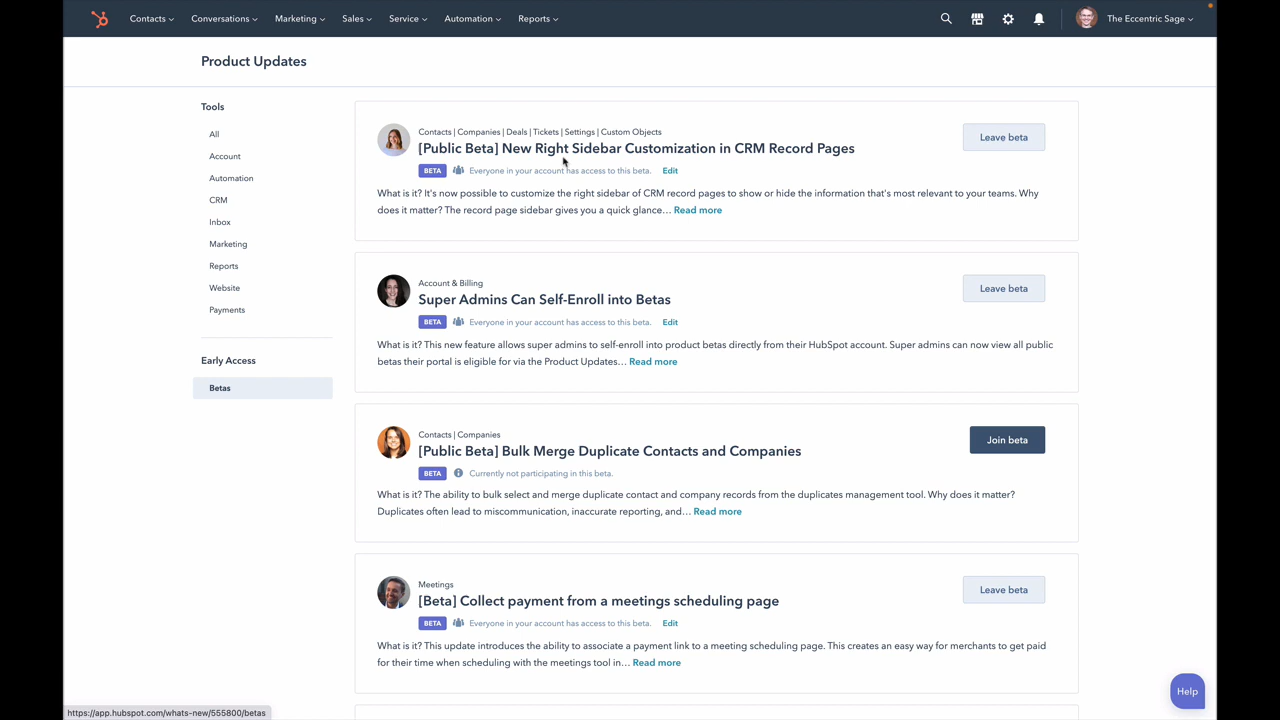 Contacts Conversations Marketing Sales Service Automation Reports The Eccentric Sage
Product Updates
Tools
All
Account
Automation
CRM
Inbox
Marketing
Reports
Website
Payments
Early Access
Betas
Contacts | Companies | Deals | Tickets | Settings | Custom Objects
[Public Beta] New Right Sidebar Customization in CRM Record Pages
BETA Everyone in your account has access to this beta. Edit
What is it? It's now possible to customize the right sidebar of CRM record pages to show or hide the information that's most relevant to your teams. Why
does it matter? The record page sidebar gives you a quick glance… Read more
Leave beta
Account & Billing
Super Admins Can Self-Enroll into Betas
BETA Everyone in your account has access to this beta. Edit
What is it? This new feature allows super admins to self-enroll into product betas directly from their HubSpot account. Super admins can now view all public
betas their portal is eligible for via the Product Updates… Read more
Leave beta
Contacts | Companies
[Public Beta] Bulk Merge Duplicate Contacts and Companies
BETA Currently not participating in this beta.
What is it? The ability to bulk select and merge duplicate contact and company records from the duplicates management tool. Why does it matter?
Duplicates often lead to miscommunication, inaccurate reporting, and… Read more
Join beta
Meetings
[Beta] Collect payment from a meetings scheduling page
BETA Everyone in your account has access to this beta. Edit
What is it? This update introduces the ability to associate a payment link to a meeting scheduling page. This creates an easy way for merchants to get paid
for their time when scheduling with the meetings tool in… Read more
Leave beta
Help
https://app.hubspot.com/whats-new/555800/betas